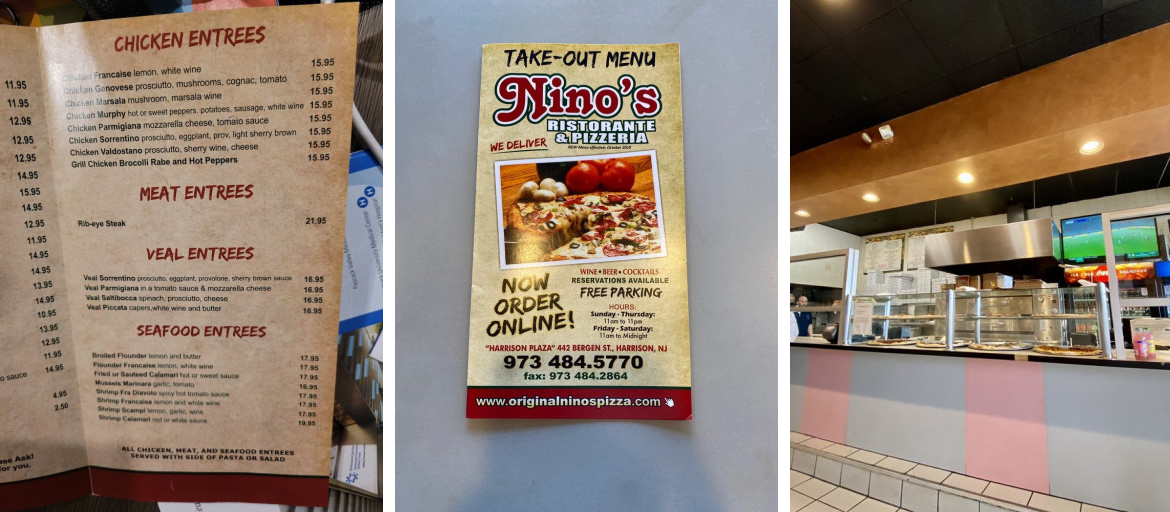 CHICKEN ENTREES
Chicken Francaise lemon, white wine 15.95
Chicken Genovese prosciutto, mushrooms, cognac, tomato 15.95
Chicken Marsala mushroom, marsala wine 15.95
Chicken Murphy hot or sweet peppers, potatoes, sausage, white wine 15.95
Chicken Parmigiana mozzarella cheese, tomato sauce 15.95
Chicken Sorrentino prosciutto, eggplant, prov, light sherry brown 15.95
Chicken Valdostano prosciutto, sherry wine, cheese 15.95
Grill Chicken Brocolli Rabe and Hot Peppers 15.95
MEAT ENTREES
Rib-eye Steak 21.95
VEAL ENTREES
Veal Sorrentino prosciutto, eggplant, provolone, sherry brown sauce 16.95
Veal Parmigiana in a tomato sauce & mozzarella cheese 16.95
Veal Saltibocca spinach, prosciutto, cheese 16.95
Veal Piccata capers,white wine and butter 16.95
SEAFOOD ENTREES
Broiled Flounder lemon and butter 17.95
Flounder Francaise lemon, white wine 17.95
Fried or Sauteed Calamari hot or sweet sauce 17.95
Mussels Marinara garlic, tomato 16.95
Shrimp Fra Diavolo spicy hot tomato sauce 17.95
Shrimp Francaise lemon and white wine 17.95
Shrimp Scampi lemon, garlic, wine 17.95
Shrimp Calamari red or white sauce 19.95
ALL CHICKEN, MEAT, AND SEAFOOD ENTREES
SERVED WITH SIDE OF PASTA OR SALAD
11.95
11.95
12.95
12.95
12.95
14.95
15.95
14.95
12.95
11.95
14.95
14.95
13.95
14.95
10.95
13.95
12.95
11.95
o sauce 14.95
4.95
2.50
ase Ask!
for you.
TAKE-OUT MENU
Nino's
RISTORANTE
& PIZZERIA
WE DELIVER
NEW Menu effective October 2019
WINE • BEER • COCKTAILS
RESERVATIONS AVAILABLE
FREE PARKING
NOW
ORDER
ONLINE!
HOURS:
Sunday - Thursday:
11am to 11pm
Friday - Saturday:
11am to Midnight
"HARRISON PLAZA" 442 BERGEN ST., HARRISON, NJ
973 484.5770
fax: 973 484.2864
www.originalninospizza.com